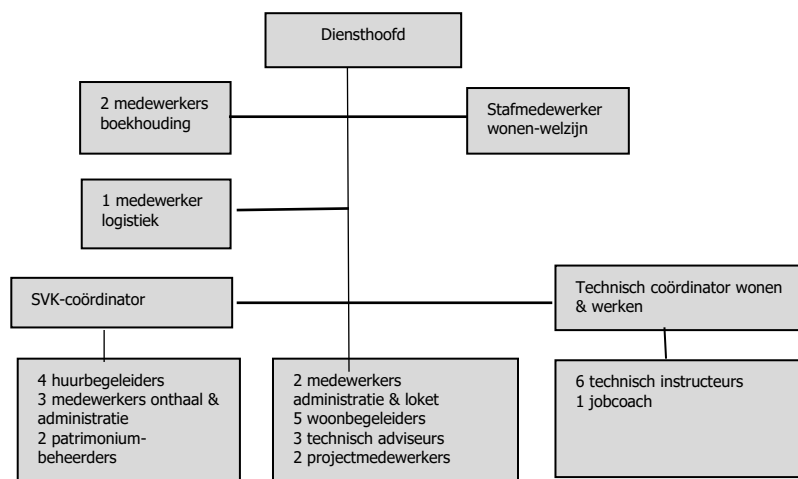 Diensthoofd
2 medewerkers
boekhouding
Stafmedewerker
wonen-welzijn
1 medewerker
logistiek
SVK-coördinator
Technisch coördinator wonen
& werken
4 huurbegeleiders
3 medewerkers onthaal &
administratie
2 patrimonium-
beheerders
2 medewerkers
administratie & loket
5 woonbegeleiders
3 technisch adviseurs
2 projectmedewerkers
6 technisch instructeurs
1 jobcoach